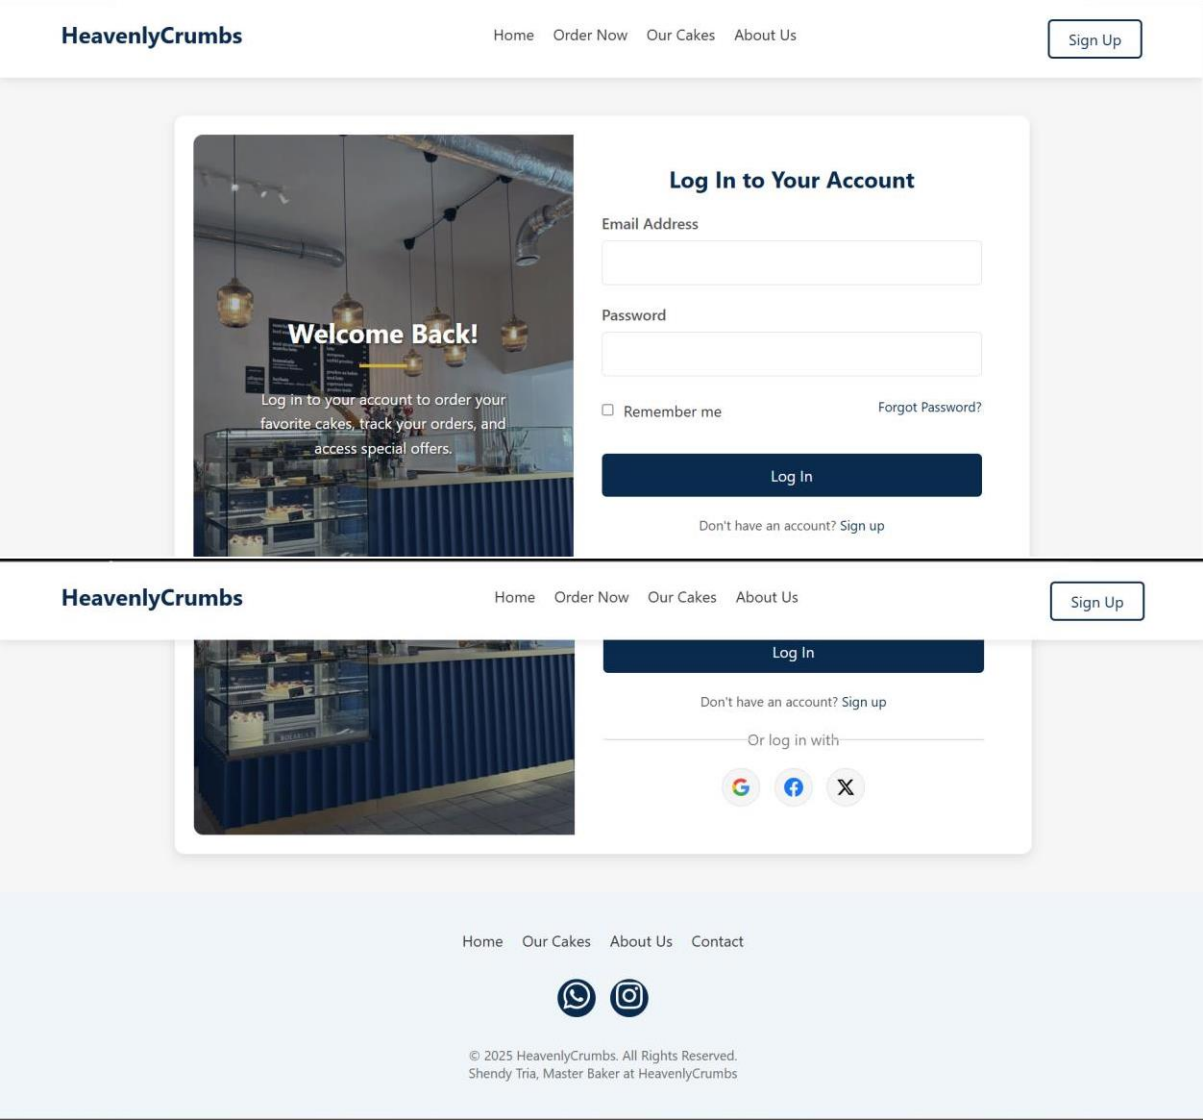 HeavenlyCrumbs
Home Order Now Our Cakes About Us
Sign Up
Welcome Back!
Log in to your account to order your
favorite cakes, track your orders, and
access special offers.
Log In to Your Account
Email Address
Password
Remember me
Forgot Password?
Log In
Don't have an account? Sign up
HeavenlyCrumbs
Home Order Now Our Cakes About Us
Sign Up
Log In
Don't have an account? Sign up
Or log in with
Home Our Cakes About Us Contact
© 2025 HeavenlyCrumbs. All Rights Reserved.
Shendy Tria, Master Baker at HeavenlyCrumbs